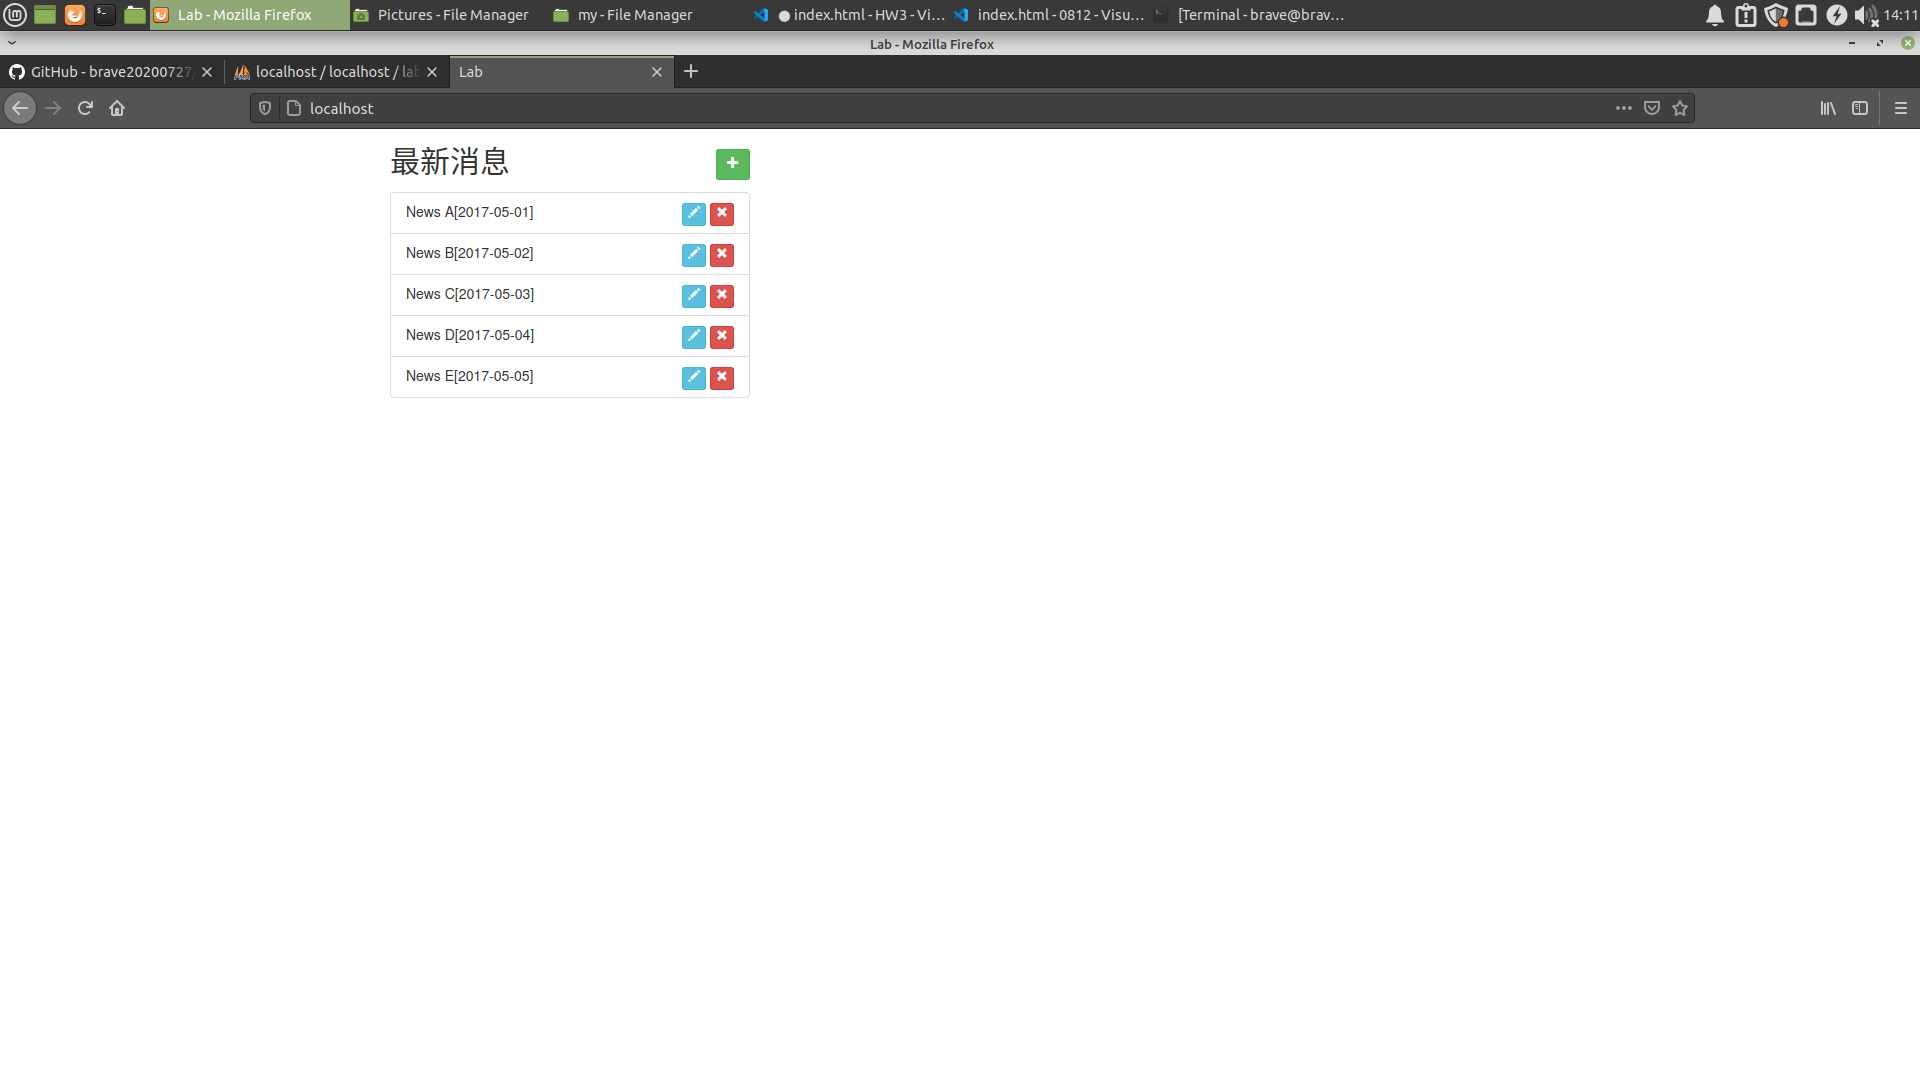 Lab - Mozilla Firefox
Pictures - File Manager
my - File Manager
● index.html - HW3 - Vi...
index.html - 0812 - Visu...
[Terminal - brave@brav...
14:11
Lab - Mozilla Firefox
GitHub - brave20200727/
localhost / localhost / lab
Lab
localhost
最新消息
News A[2017-05-01]
News B[2017-05-02]
News C[2017-05-03]
News D[2017-05-04]
News E[2017-05-05]